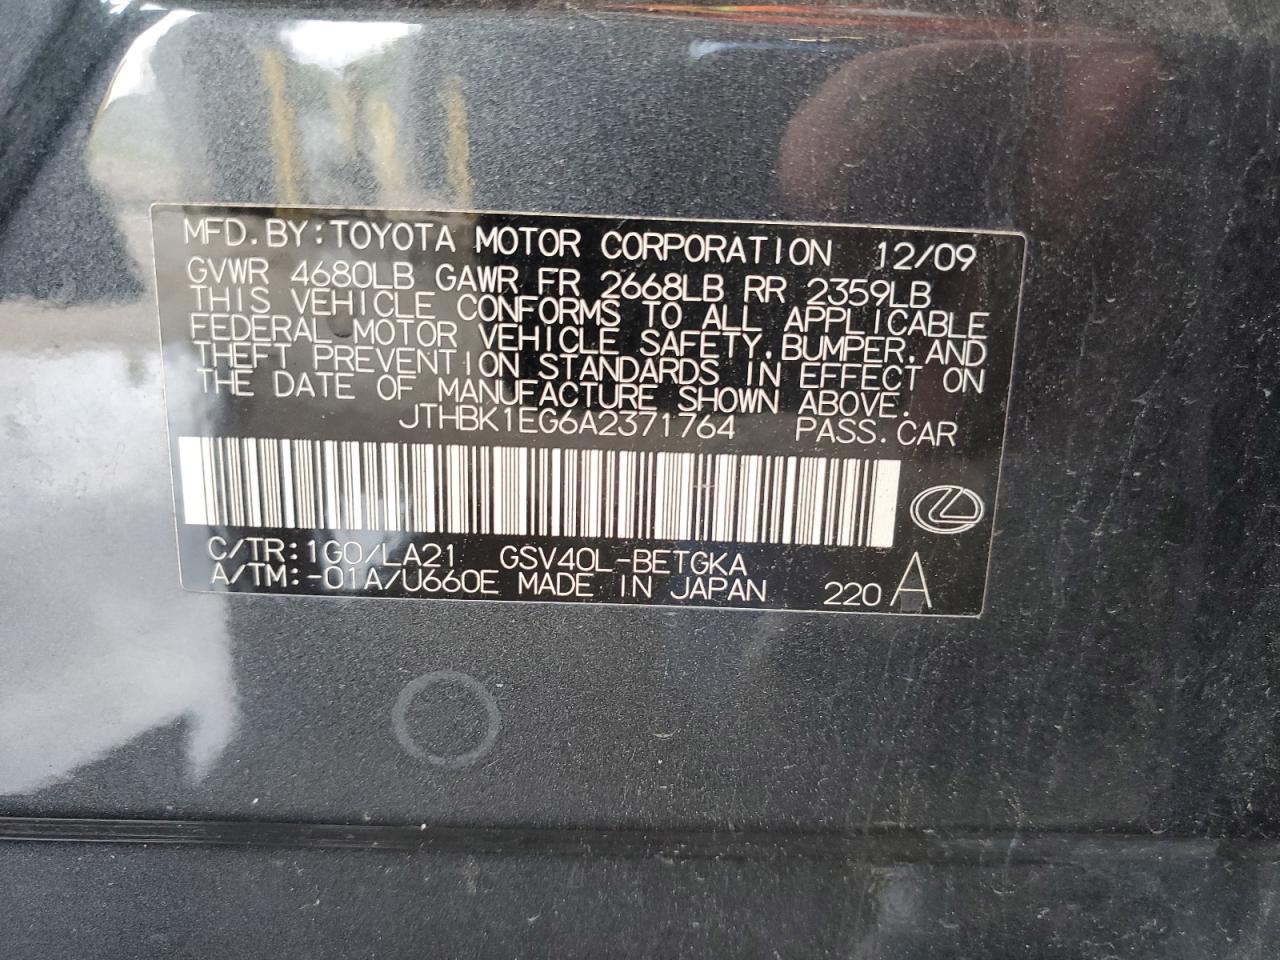 MFD.BY:TOYOTA MOTOR CORPORATION 12/09
GVWR 4680LB GAWR FR 2668LB RR 2359LB
THIS VEHICLE CONFORMS TO ALL APPLICABLE
FEDERAL MOTOR VEHICLE SAFETY,BUMPER,AND
THEFT PREVENTION STANDARDS IN EFFECT ON
THE DATE OF MANUFACTURE SHOWN ABOVE.
JTHBK1EG6A2371764 PASS.CAR
C/TR:1G0/LA21 GSV40L-BETGKA
A/TM:-01A/U660E MADE IN JAPAN 220 A